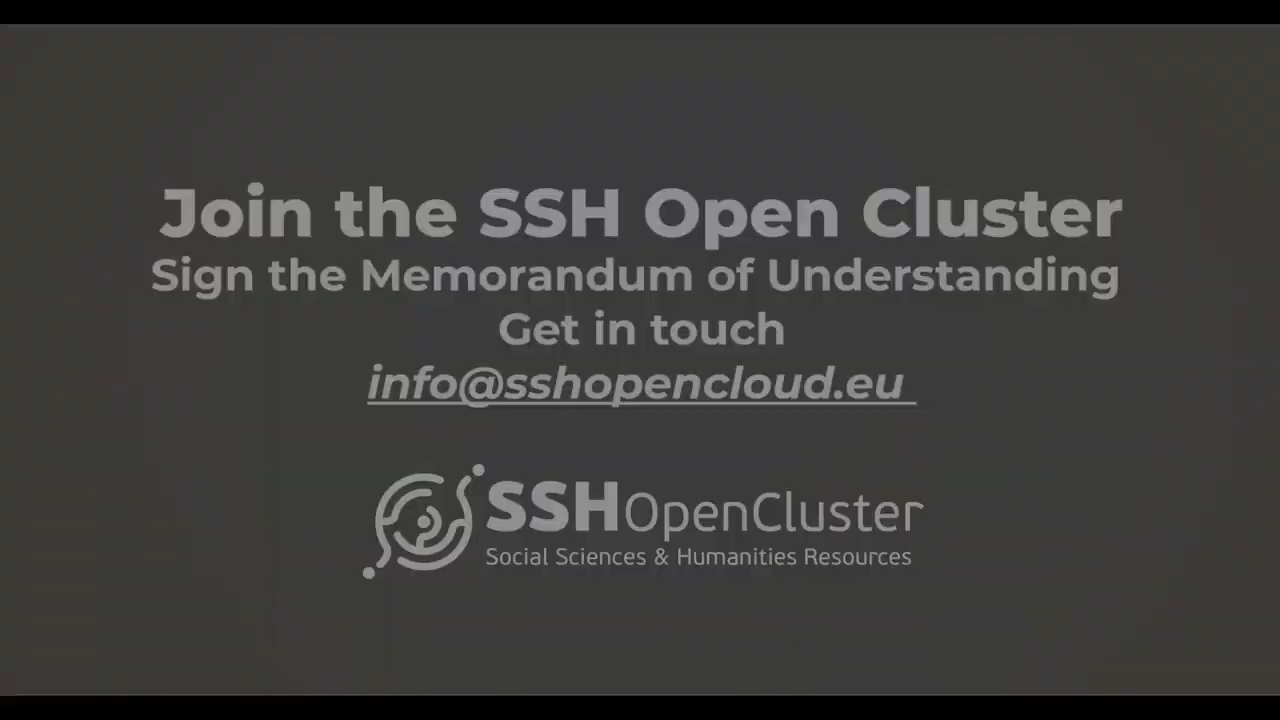 Join the SSH Open Cluster
Sign the Memorandum of Understanding
Get in touch
info@sshopencloud.eu
SSHOpenCluster
Social Sciences & Humanities Resources